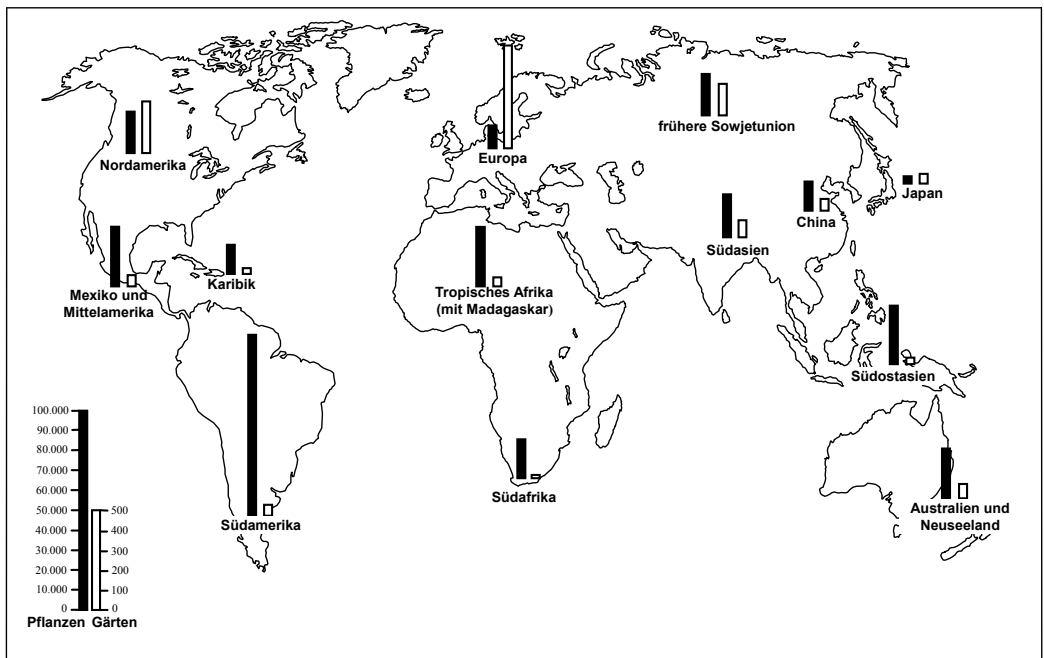 frühere Sowjetunion
Nordamerika
Europa
Japan
China
Südasien
Karibik
Mexiko und
Mittelamerika
Tropisches Afrika
(mit Madagaskar)
Südostasien
Südafrika
Südamerika
Australien und
Neuseeland
100.000
90.000
80.000
70.000
60.000
50.000 500
40.000 400
30.000 300
20.000 200
10.000 100
0 0
Pflanzen Gärten